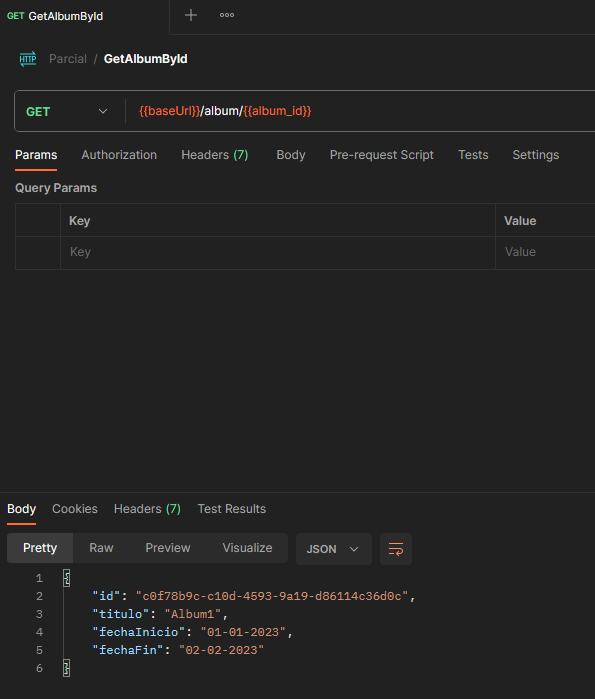 GET GetAlbumById
HTTP Parcial / GetAlbumById
GET {{baseUrl}}/album/{{album_id}}
Params Authorization Headers (7) Body Pre-request Script Tests Settings
Query Params
Key Value
Key Value
Body Cookies Headers (7) Test Results
Pretty Raw Preview Visualize JSON
1 {
2 "id": "c0f78b9c-c10d-4593-9a19-d86114c36d0c",
3 "titulo": "Album1",
4 "fechaInicio": "01-01-2023",
5 "fechaFin": "02-02-2023"
6 }